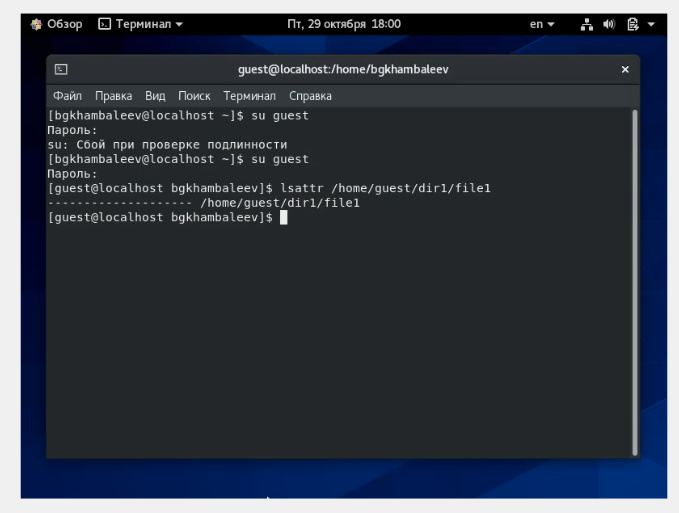 Обзор Терминал Пт, 29 октября 18:00 en
guest@localhost:/home/bgkhambaleev ×
Файл Правка Вид Поиск Терминал Справка
[bgkhambaleev@localhost ~]$ su guest
Пароль:
su: Сбой при проверке подлинности
[bgkhambaleev@localhost ~]$ su guest
Пароль:
[guest@localhost bgkhambaleev]$ lsattr /home/guest/dir1/file1
-------------------- /home/guest/dir1/file1
[guest@localhost bgkhambaleev]$